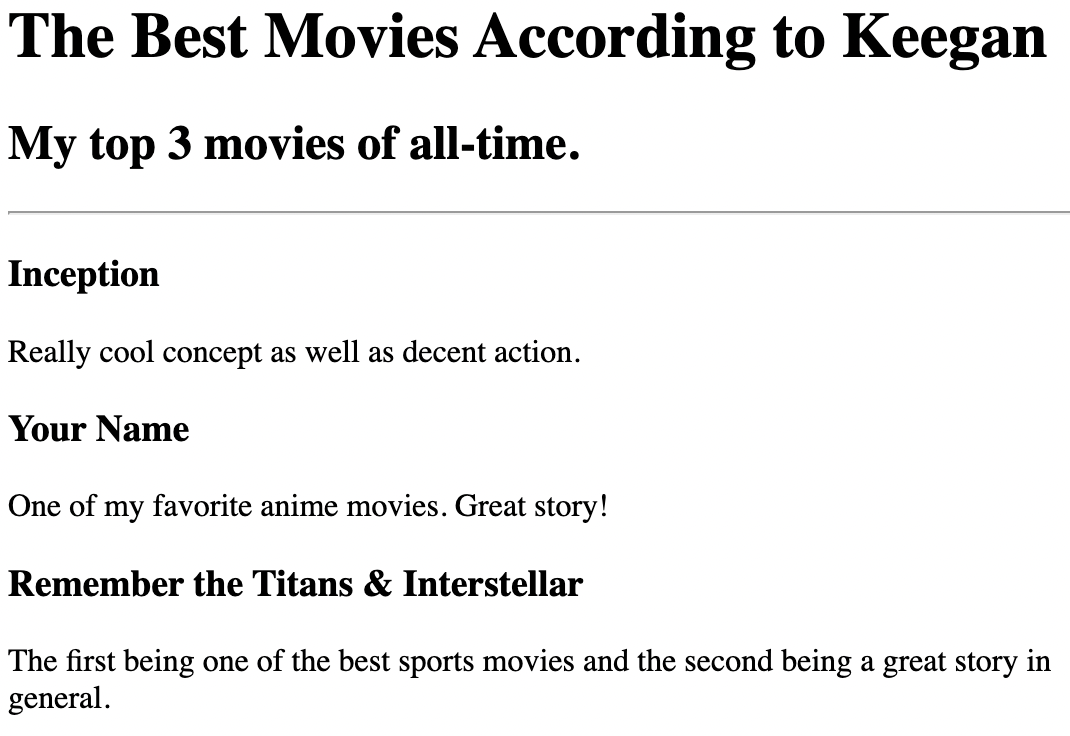 The Best Movies According to Keegan
My top 3 movies of all-time.
Inception
Really cool concept as well as decent action.
Your Name
One of my favorite anime movies. Great story!
Remember the Titans & Interstellar
The first being one of the best sports movies and the second being a great story in
general.